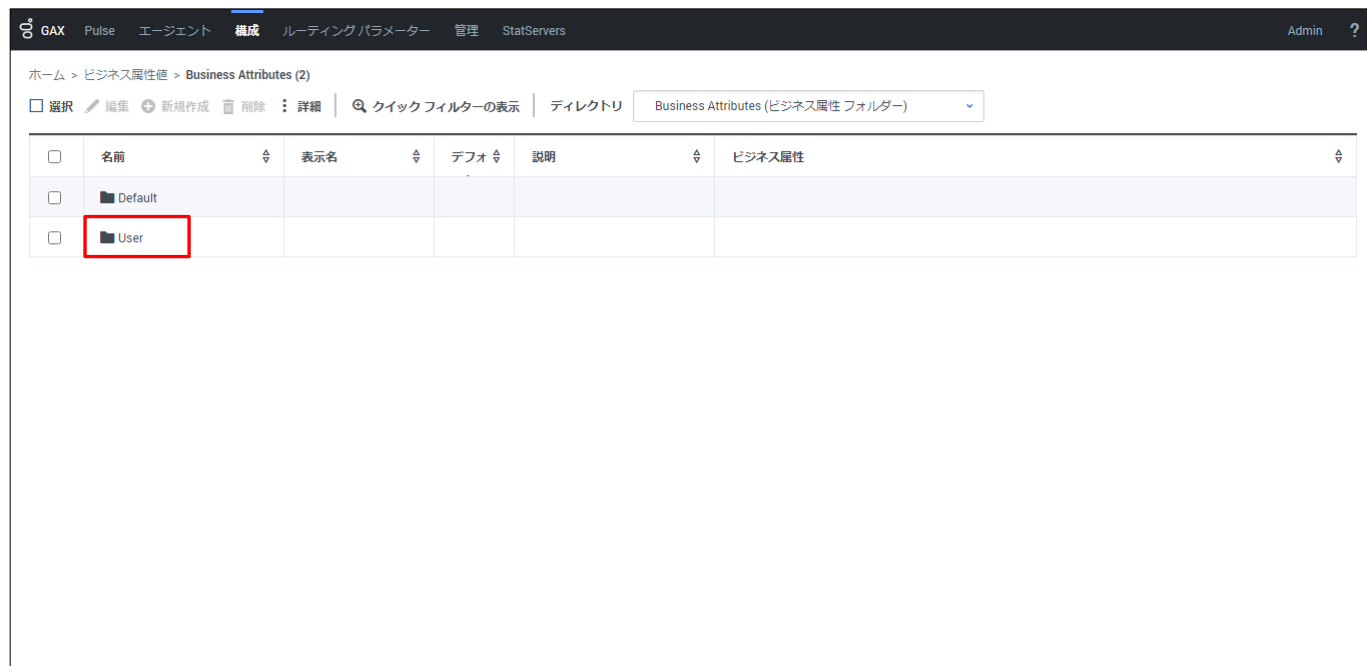 GAX Pulse エージェント 構成 ルーティング パラメーター 管理 StatServers Admin ?
ホーム > ビジネス属性値 > Business Attributes (2)
選択 編集 新規作成 削除 詳細 クイック フィルターの表示 ディレクトリ Business Attributes (ビジネス属性 フォルダー)
名前 表示名 デフォ 説明 ビジネス属性
Default
User